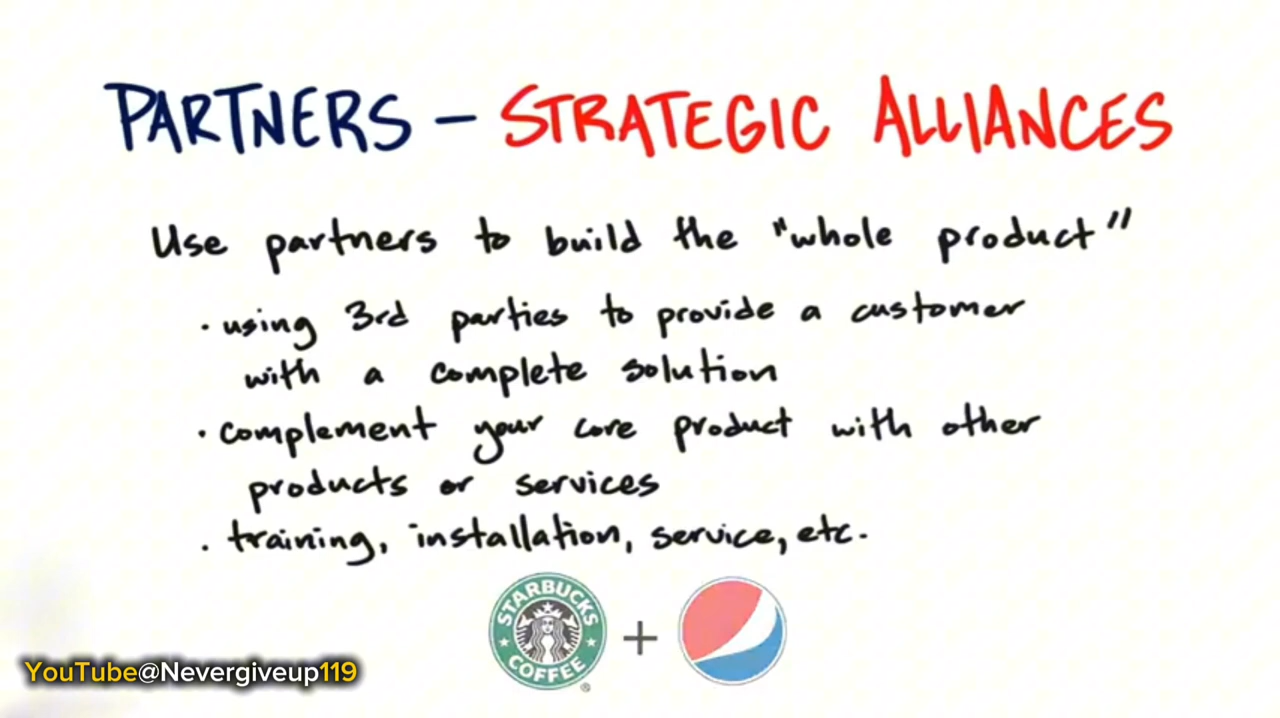 PARTNERS – STRATEGIC ALLIANCES
Use partners to build the "whole product"
· using 3rd parties to provide a customer
with a complete solution
· complement your core product with other
products or services
· training, installation, service, etc.
STARBUCKS
COFFEE
®
+
YouTube@Nevergiveup119